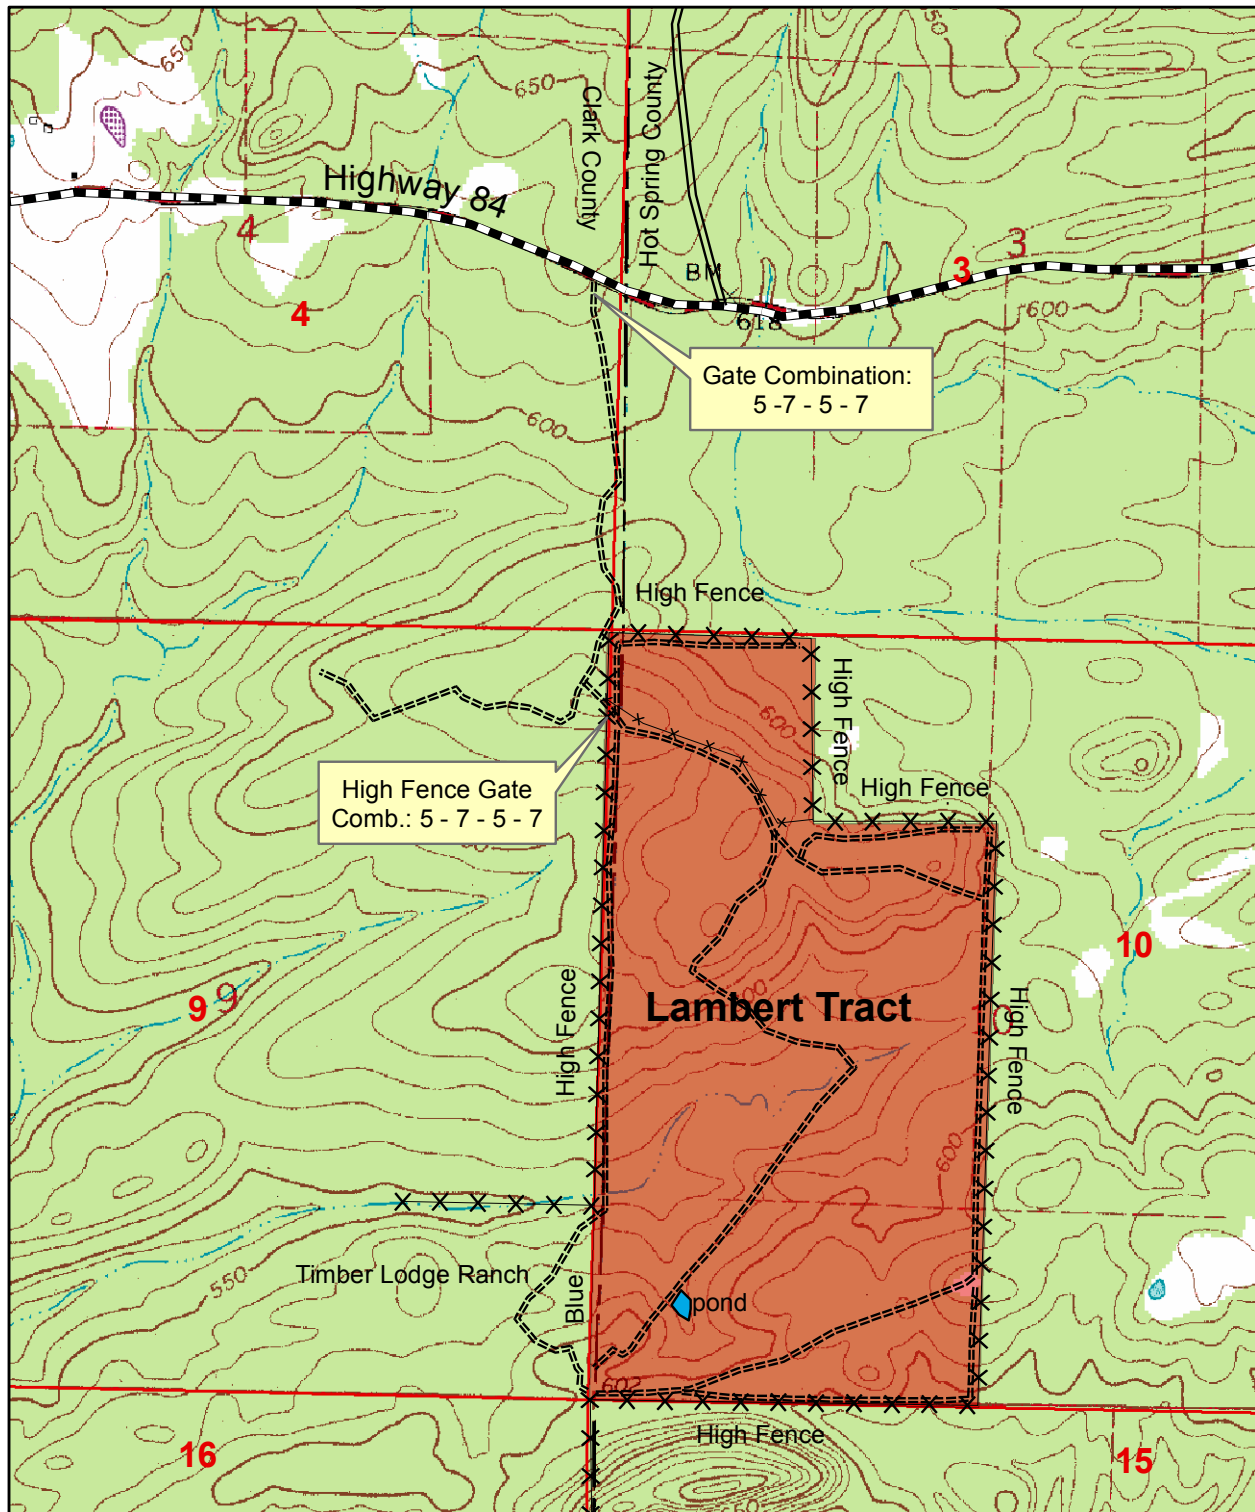 650
650
650
Clark County
Hot Spring County
Highway 84
4
4
3
3
BM
618
600
Gate Combination:
5 -7 - 5 - 7
600
High Fence
High Fence
600
High Fence
High Fence Gate
Comb.: 5 - 7 - 5 - 7
10
9
9
High Fence
Lambert Tract
600
High Fence
600
550
Timber Lodge Ranch
Blue
pond
602
High Fence
16
15